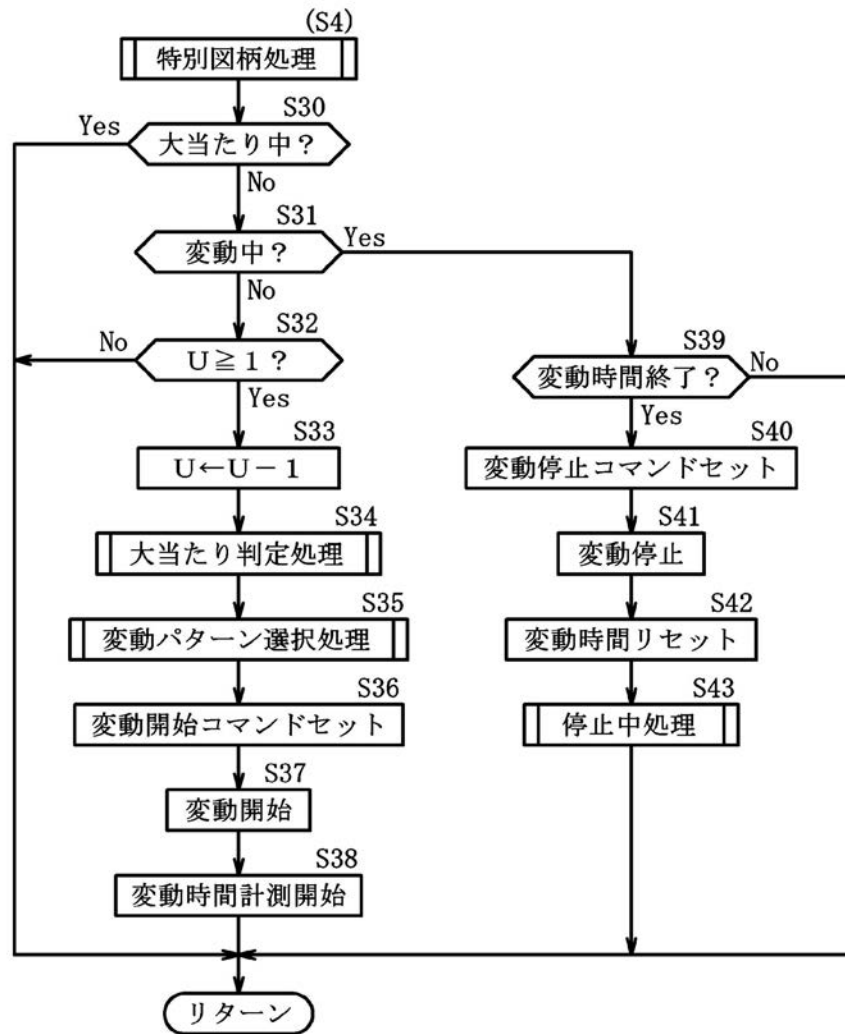 (S4)
特別図柄処理
S30
Yes
大当たり中？
No
S31
変動中？
Yes
No
S32
No
U≧1？
Yes
S33
U←U－1
S34
大当たり判定処理
S35
変動パターン選択処理
S36
変動開始コマンドセット
S37
変動開始
S38
変動時間計測開始
S39
変動時間終了？
No
Yes
S40
変動停止コマンドセット
S41
変動停止
S42
変動時間リセット
S43
停止中処理
リターン